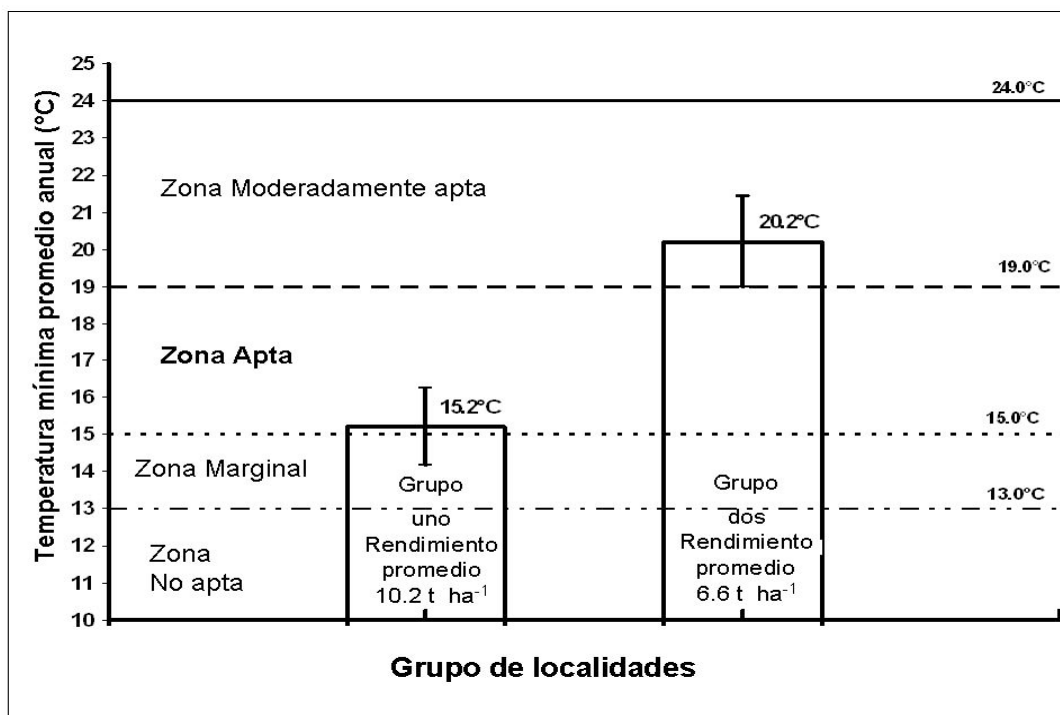 Temperatura mínima promedio anual (°C)
25
24
23
22
21
20
19
18
17
16
15
14
13
12
11
10
24.0°C
Zona Moderadamente apta
20.2°C
19.0°C
Zona Apta
15.2°C
15.0°C
Zona Marginal
13.0°C
Zona
No apta
Grupo
uno
Rendimiento
promedio
10.2 t ha⁻¹
Grupo
dos
Rendimiento
promedio
6.6 t ha⁻¹
Grupo de localidades